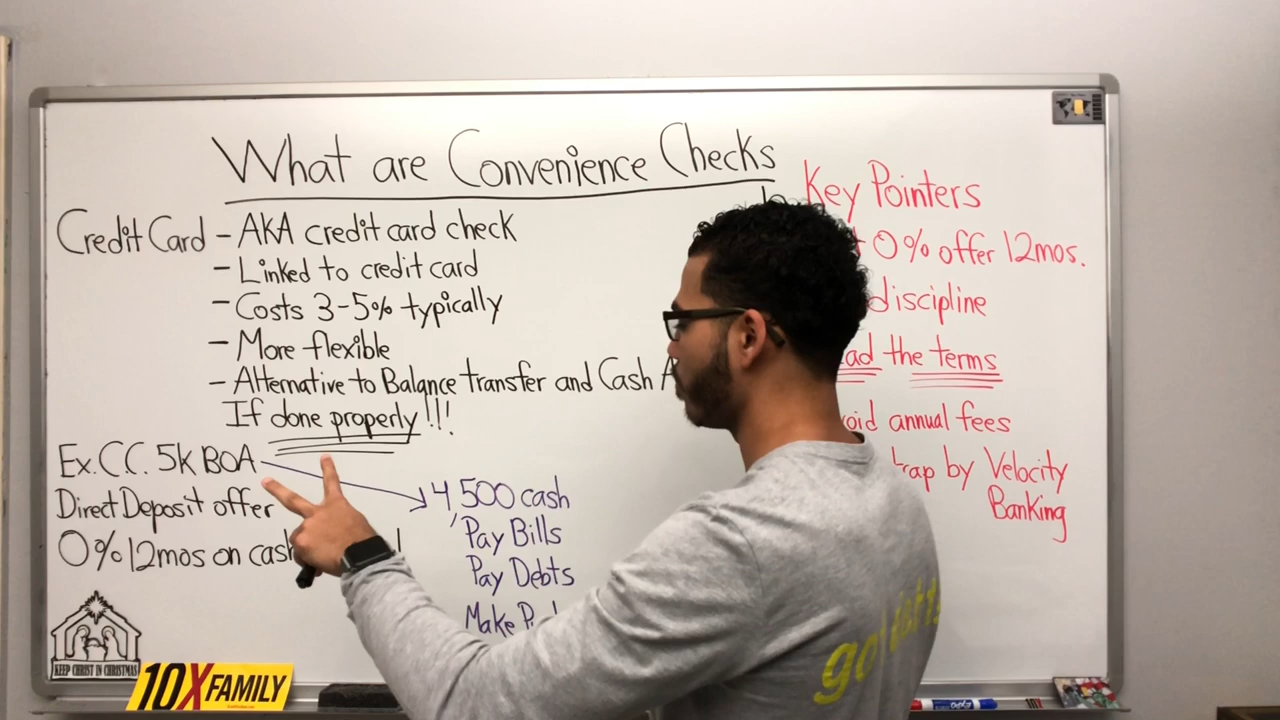 What are Convenience Checks
Credit Card - AKA credit card check
- Linked to credit card
- Costs 3-5% typically
- More flexible
- Alternative to Balance transfer and Cash
If done properly!!!
Ex. C.C. 5k BOA
Direct Deposit offer
0% 12mos on cash
4,500 cash
Pay Bills
Pay Debts
Make
Key Pointers
0% offer 12mos.
discipline
the terms
annual fees
by Velocity
Banking
KEEP CHRIST IN CHRISTMAS
10X FAMILY